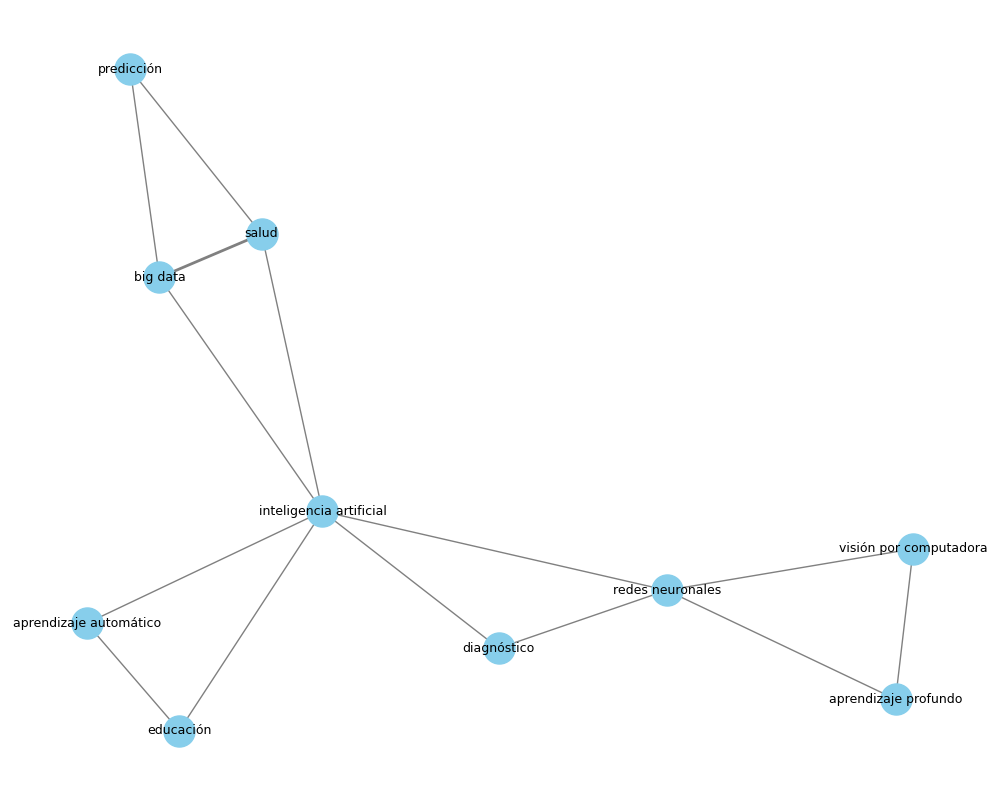 predicción
salud
big data
inteligencia artificial
visión por computadora
redes neuronales
aprendizaje automático
diagnóstico
aprendizaje profundo
educación